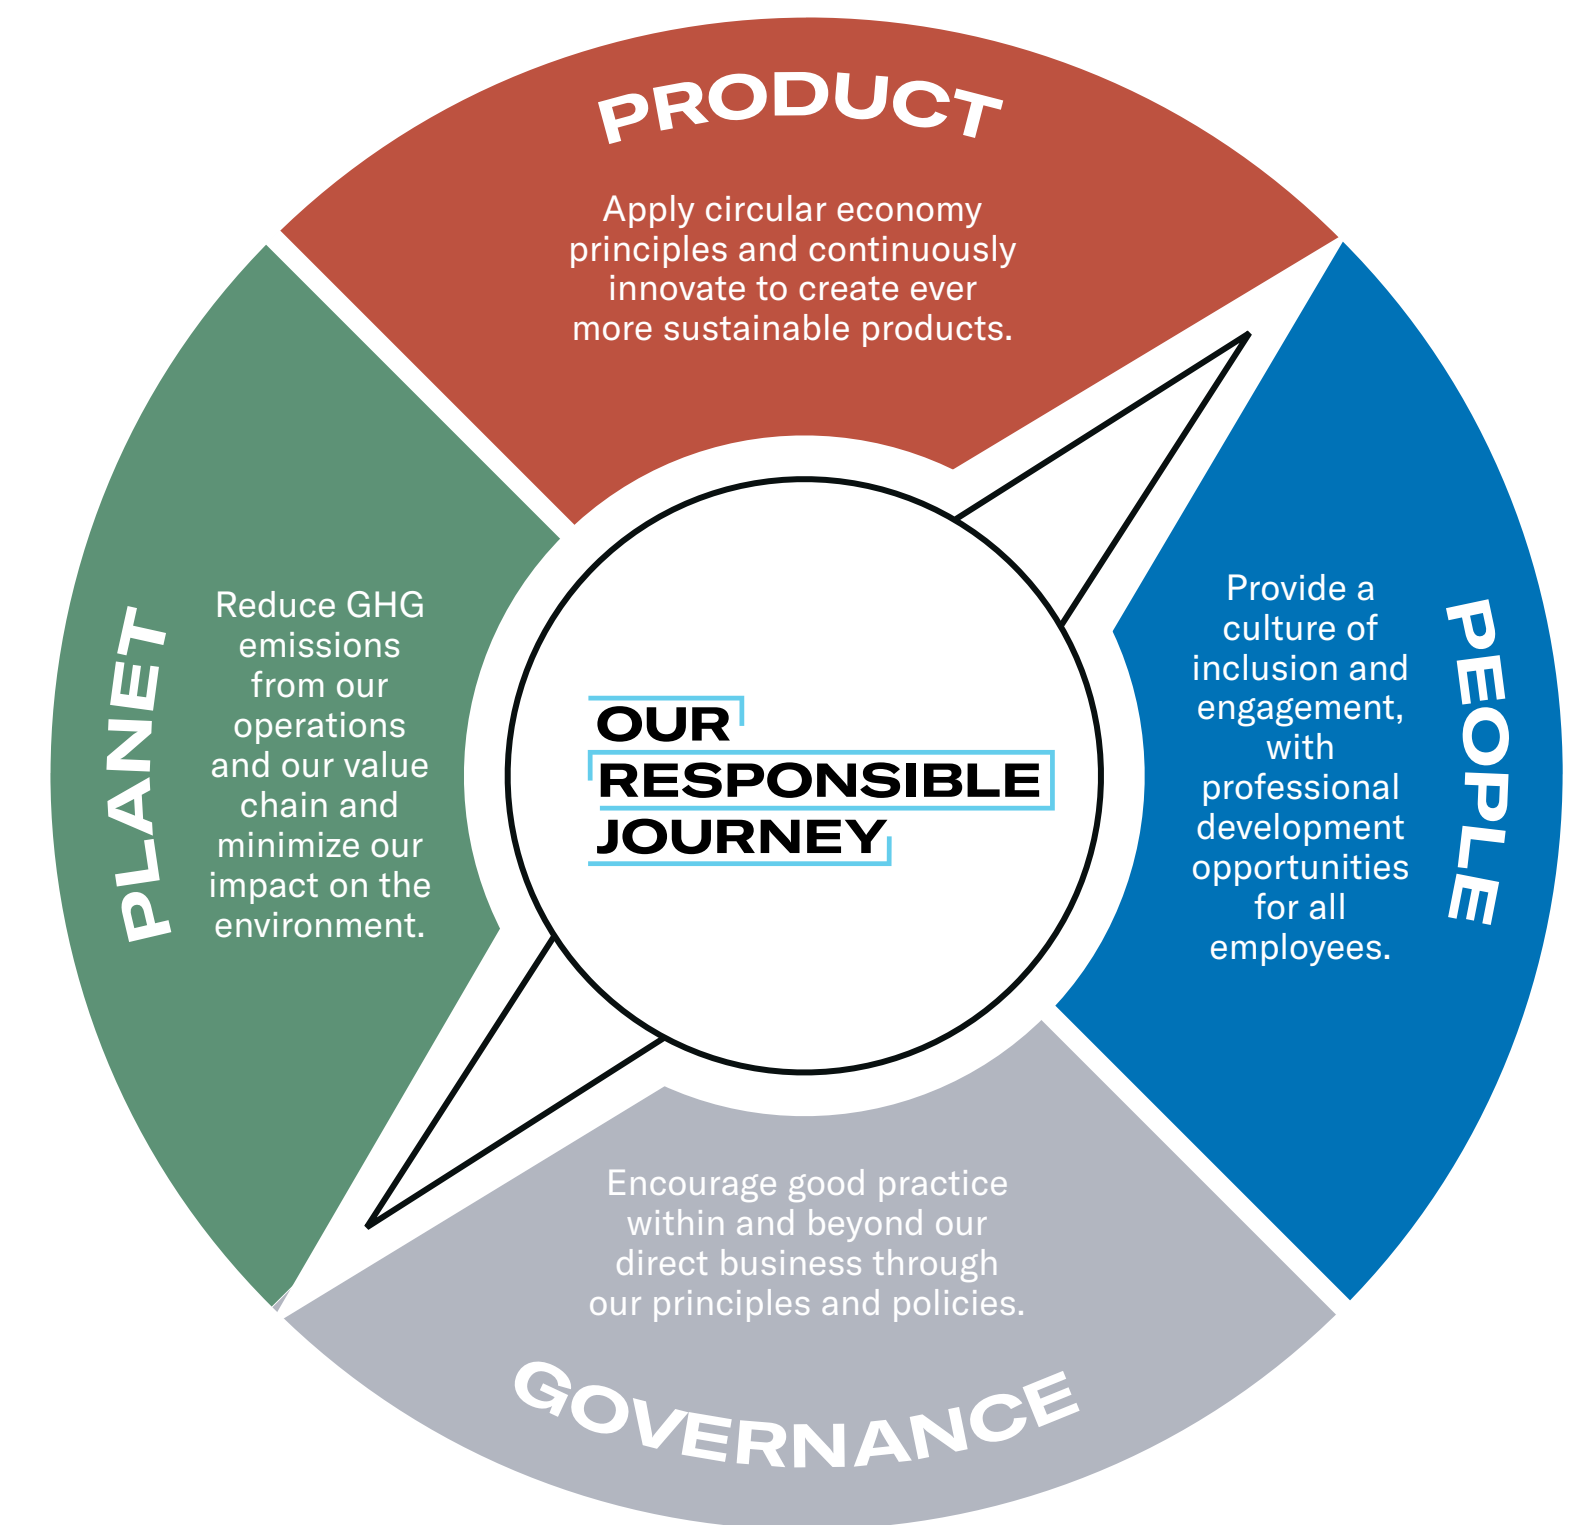 PRODUCT
Apply circular economy
principles and continuously
innovate to create ever
more sustainable products.
PLANET
Reduce GHG
emissions
from our
operations
and our value
chain and
minimize our
impact on the
environment.
OUR
RESPONSIBLE
JOURNEY
PEOPLE
Provide a
culture of
inclusion and
engagement,
with
professional
development
opportunities
for all
employees.
Encourage good practice
within and beyond our
direct business through
our principles and policies.
GOVERNANCE